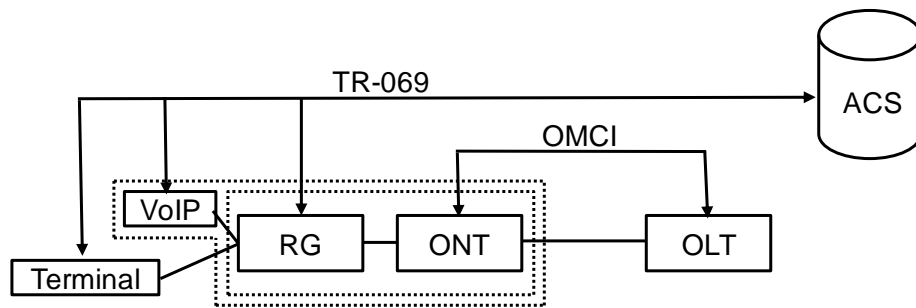 TR-069
ACS
OMCI
VoIP
RG
ONT
OLT
Terminal